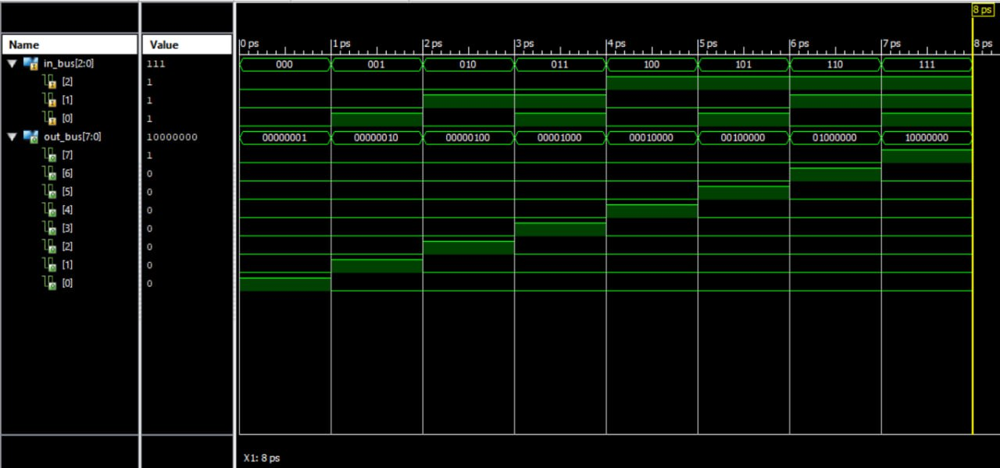 8 ps
Name Value
0 ps 1 ps 2 ps 3 ps 4 ps 5 ps 6 ps 7 ps 8 ps
in_bus[2:0] 111 000 001 010 011 100 101 110 111
[2] 1
[1] 1
[0] 1
out_bus[7:0] 10000000 00000001 00000010 00000100 00001000 00010000 00100000 01000000 10000000
[7] 1
[6] 0
[5] 0
[4] 0
[3] 0
[2] 0
[1] 0
[0] 0
X1: 8 ps